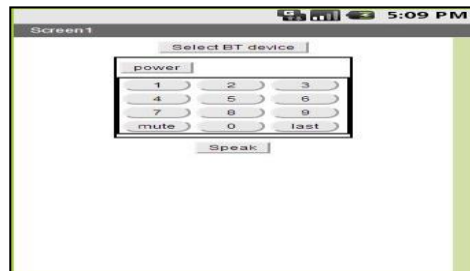 5:09 PM
Screen1
Select BT device
power
1 2 3
4 5 6
7 8 9
mute 0 last
Speak